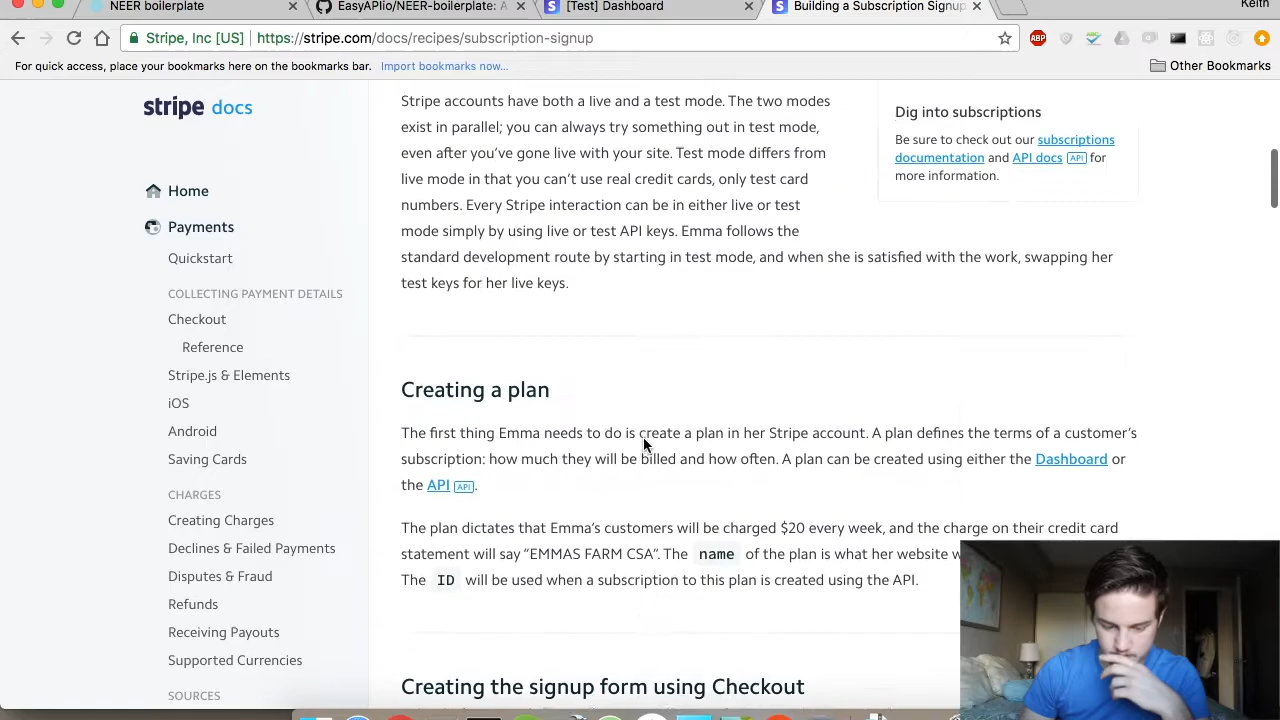 NEER boilerplate
EasyAPIio/NEER-boilerplate: A
[Test] Dashboard
Building a Subscription Signup
Keith
Stripe, Inc [US]
https://stripe.com/docs/recipes/subscription-signup
ABP
For quick access, place your bookmarks here on the bookmarks bar.
Import bookmarks now...
Other Bookmarks
stripe docs
Home
Payments
Quickstart
COLLECTING PAYMENT DETAILS
Checkout
Reference
Stripe.js & Elements
iOS
Android
Saving Cards
CHARGES
Creating Charges
Declines & Failed Payments
Disputes & Fraud
Refunds
Receiving Payouts
Supported Currencies
SOURCES
Stripe accounts have both a live and a test mode. The two modes
exist in parallel; you can always try something out in test mode,
even after you’ve gone live with your site. Test mode differs from
live mode in that you can’t use real credit cards, only test card
numbers. Every Stripe interaction can be in either live or test
mode simply by using live or test API keys. Emma follows the
standard development route by starting in test mode, and when she is satisfied with the work, swapping her
test keys for her live keys.
Dig into subscriptions
Be sure to check out our subscriptions
documentation and API docs API for
more information.
Creating a plan
The first thing Emma needs to do is create a plan in her Stripe account. A plan defines the terms of a customer’s
subscription: how much they will be billed and how often. A plan can be created using either the Dashboard or
the API API.
The plan dictates that Emma’s customers will be charged $20 every week, and the charge on their credit card
statement will say “EMMAS FARM CSA”. The name of the plan is what her website
The ID will be used when a subscription to this plan is created using the API.
Creating the signup form using Checkout